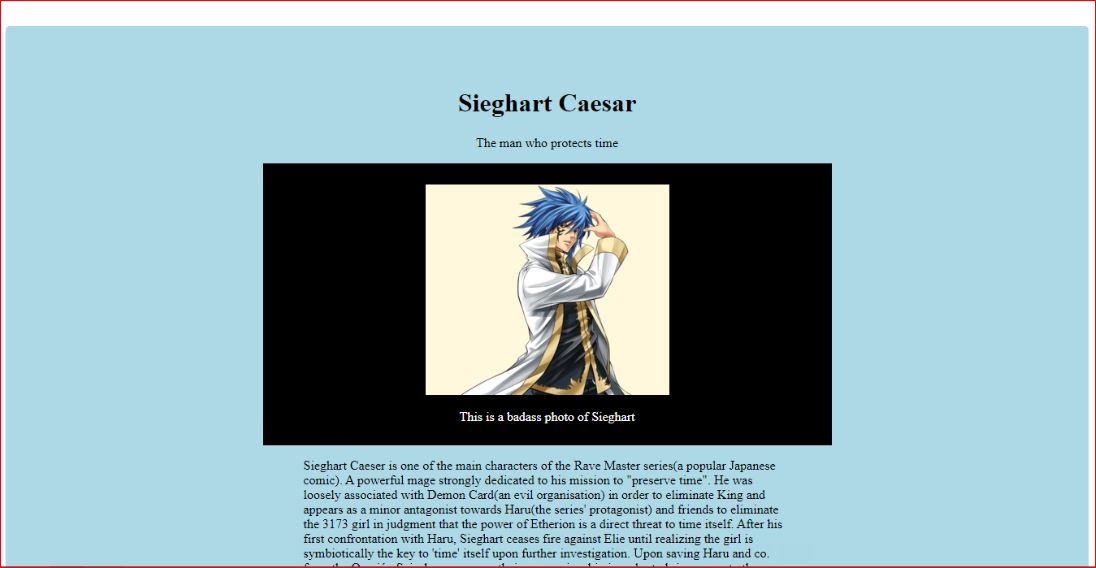 Sieghart Caesar
The man who protects time
This is a badass photo of Sieghart
Sieghart Caeser is one of the main characters of the Rave Master series(a popular Japanese
comic). A powerful mage strongly dedicated to his mission to "preserve time". He was
loosely associated with Demon Card(an evil organisation) in order to eliminate King and
appears as a minor antagonist towards Haru(the series' protagonist) and friends to eliminate
the 3173 girl in judgment that the power of Etherion is a direct threat to time itself. After his
first confrontation with Haru, Sieghart ceases fire against Elie until realizing the girl is
symbiotically the key to 'time' itself upon further investigation. Upon saving Haru and co.